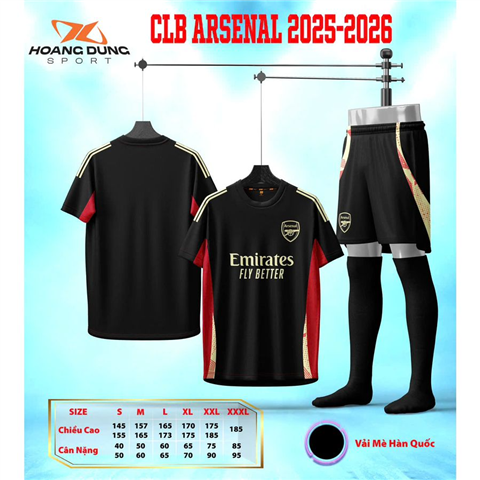 HOANG DUNG
SPORT
CLB ARSENAL 2025-2026
Arsenal
Emirates
FLY BETTER
SIZE S M L XL XXL XXXL
Chiều Cao 145 157 165 170 175 185
155 165 173 175 185
Cân Nặng 40 50 60 65 75 85
50 60 65 70 90 95
Vải Mè Hàn Quốc